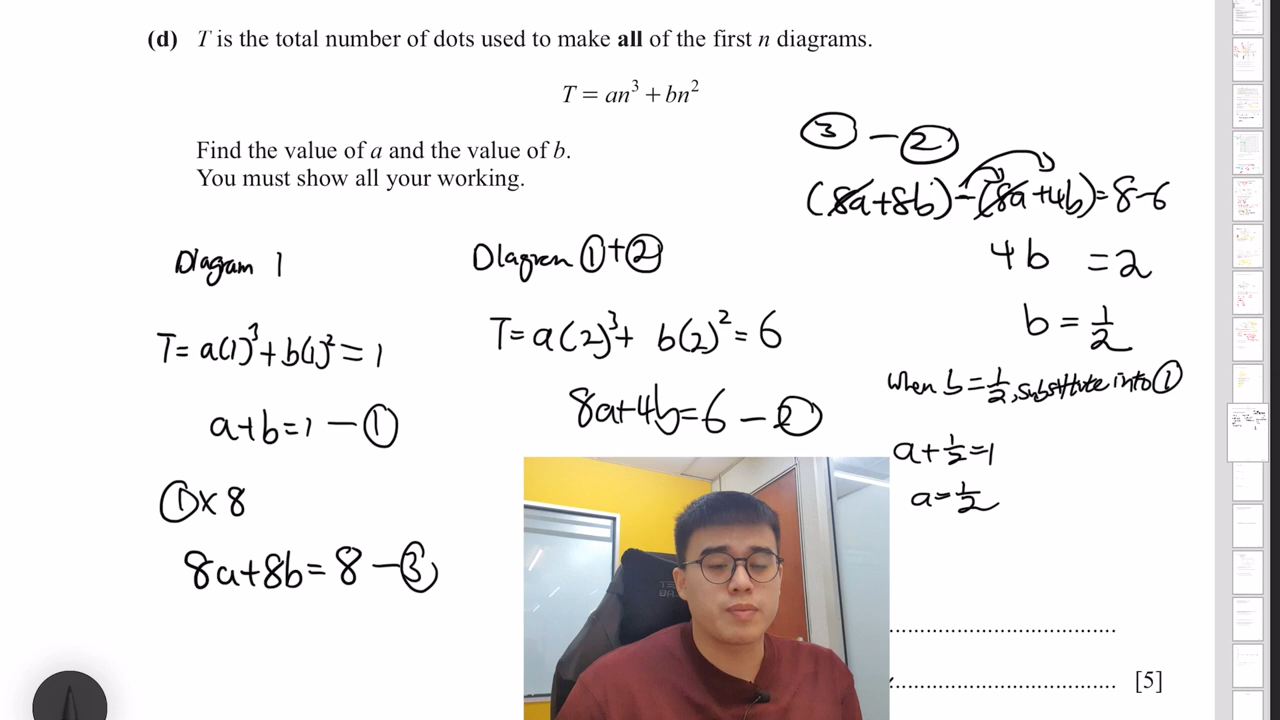 (d) T is the total number of dots used to make all of the first n diagrams.
T = an³ + bn²
Find the value of a and the value of b.
You must show all your working.
Diagram 1
T = a(1)³ + b(1)² = 1
a+b=1 — ①
①×8
8a+8b=8 — ③
Diagram ①+②
T = a(2)³ + b(2)² = 6
8a+4b=6 — ②
③ — ②
(8a+8b)-(8a+4b)=8-6
4b = 2
b = 1/2
when b = 1/2, substitute into ①
a + 1/2 = 1
a = 1/2
[5]